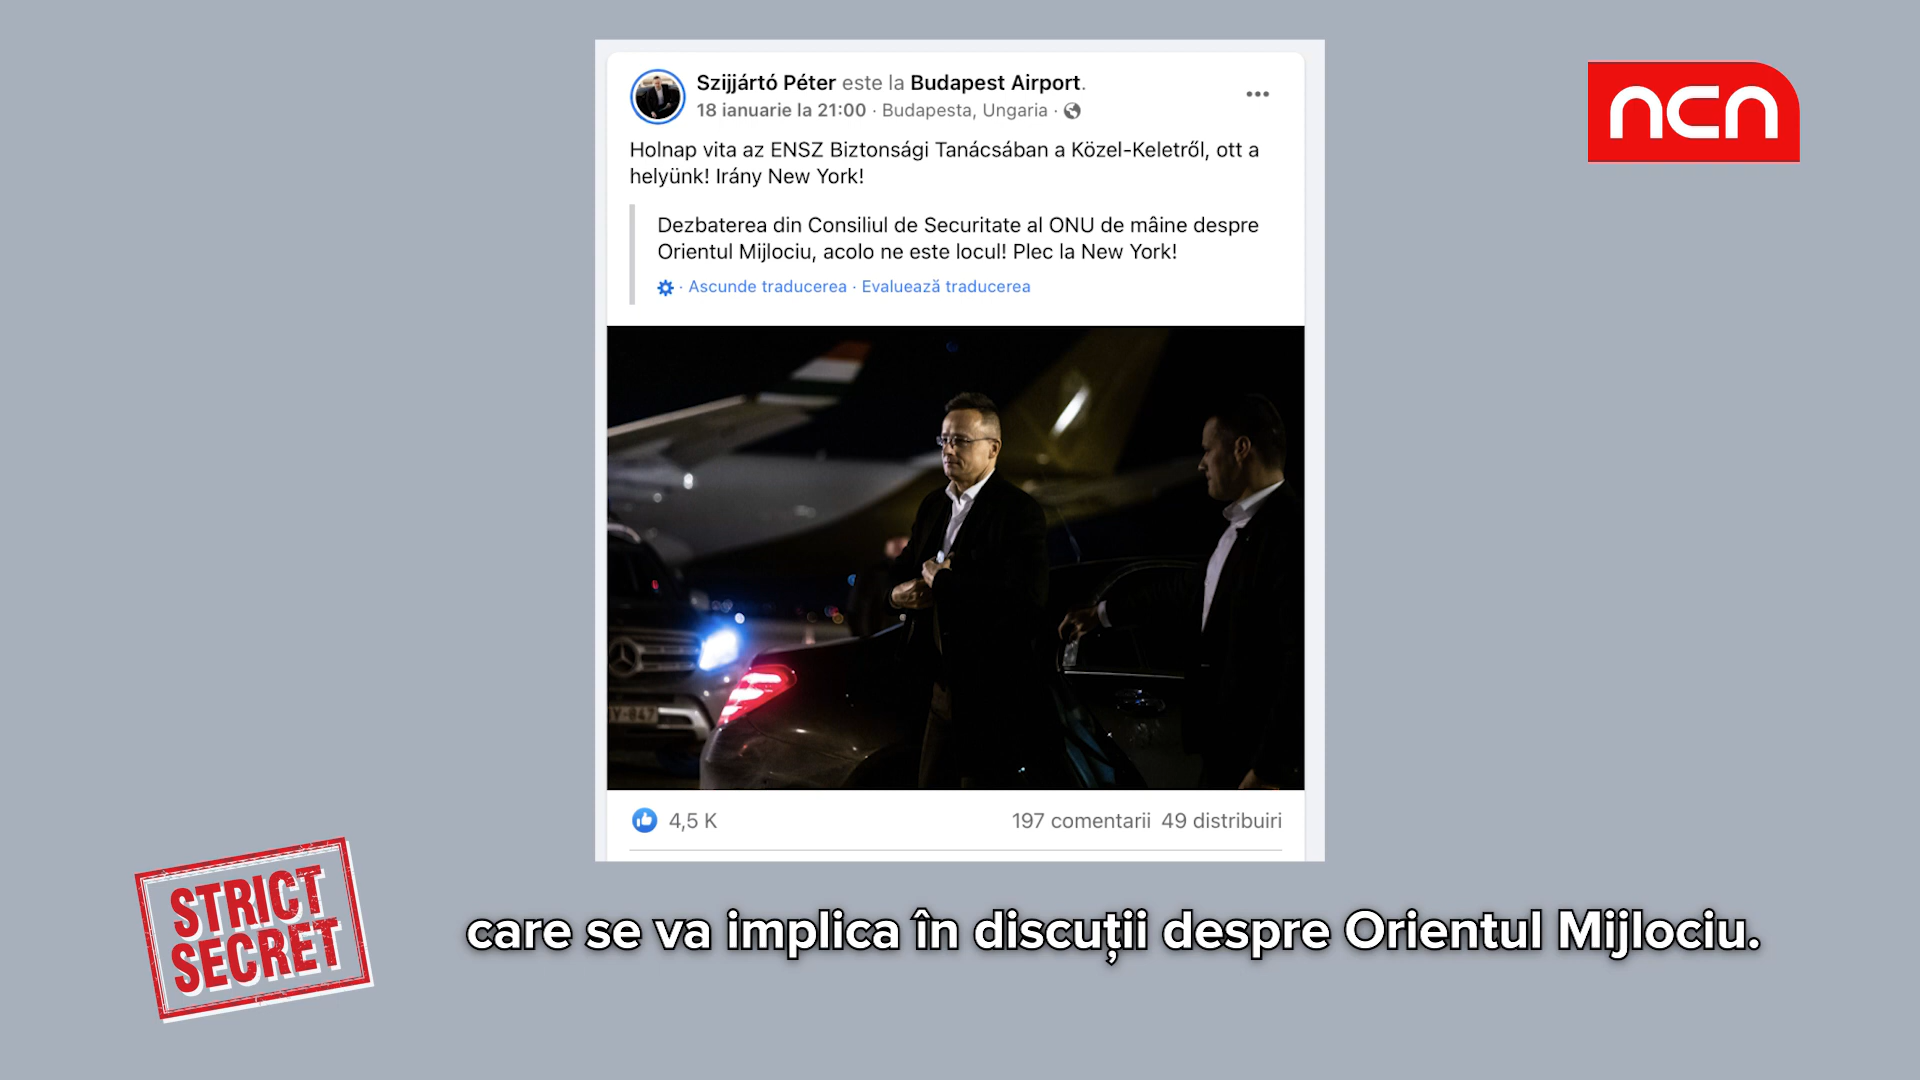 ncn
Szijjártó Péter este la Budapest Airport.
18 ianuarie la 21:00 · Budapesta, Ungaria ·
Holnap vita az ENSZ Biztonsági Tanácsában a Közel-Keletről, ott a
helyünk! Irány New York!
Dezbaterea din Consiliul de Securitate al ONU de mâine despre
Orientul Mijlociu, acolo ne este locul! Plec la New York!
· Ascunde traducerea · Evaluează traducerea
4,5 K
197 comentarii 49 distribuiri
STRICT
SECRET
care se va implica în discuții despre Orientul Mijlociu.